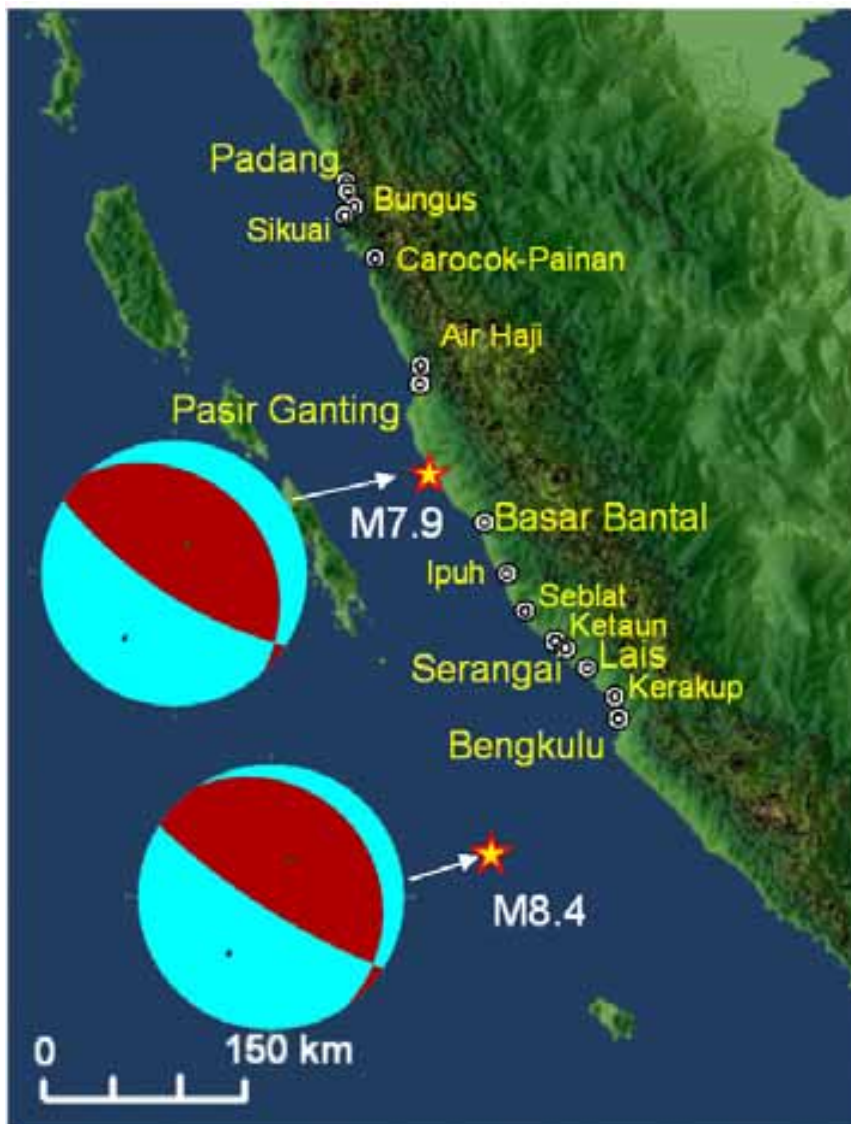 Padang
Bungus
Sikuai
Carocok-Painan
Air Haji
Pasir Ganting
M7.9
Basar Bantal
Ipuh
Seblat
Ketaun
Serangai
Lais
Kerakup
Bengkulu
M8.4
0 150 km